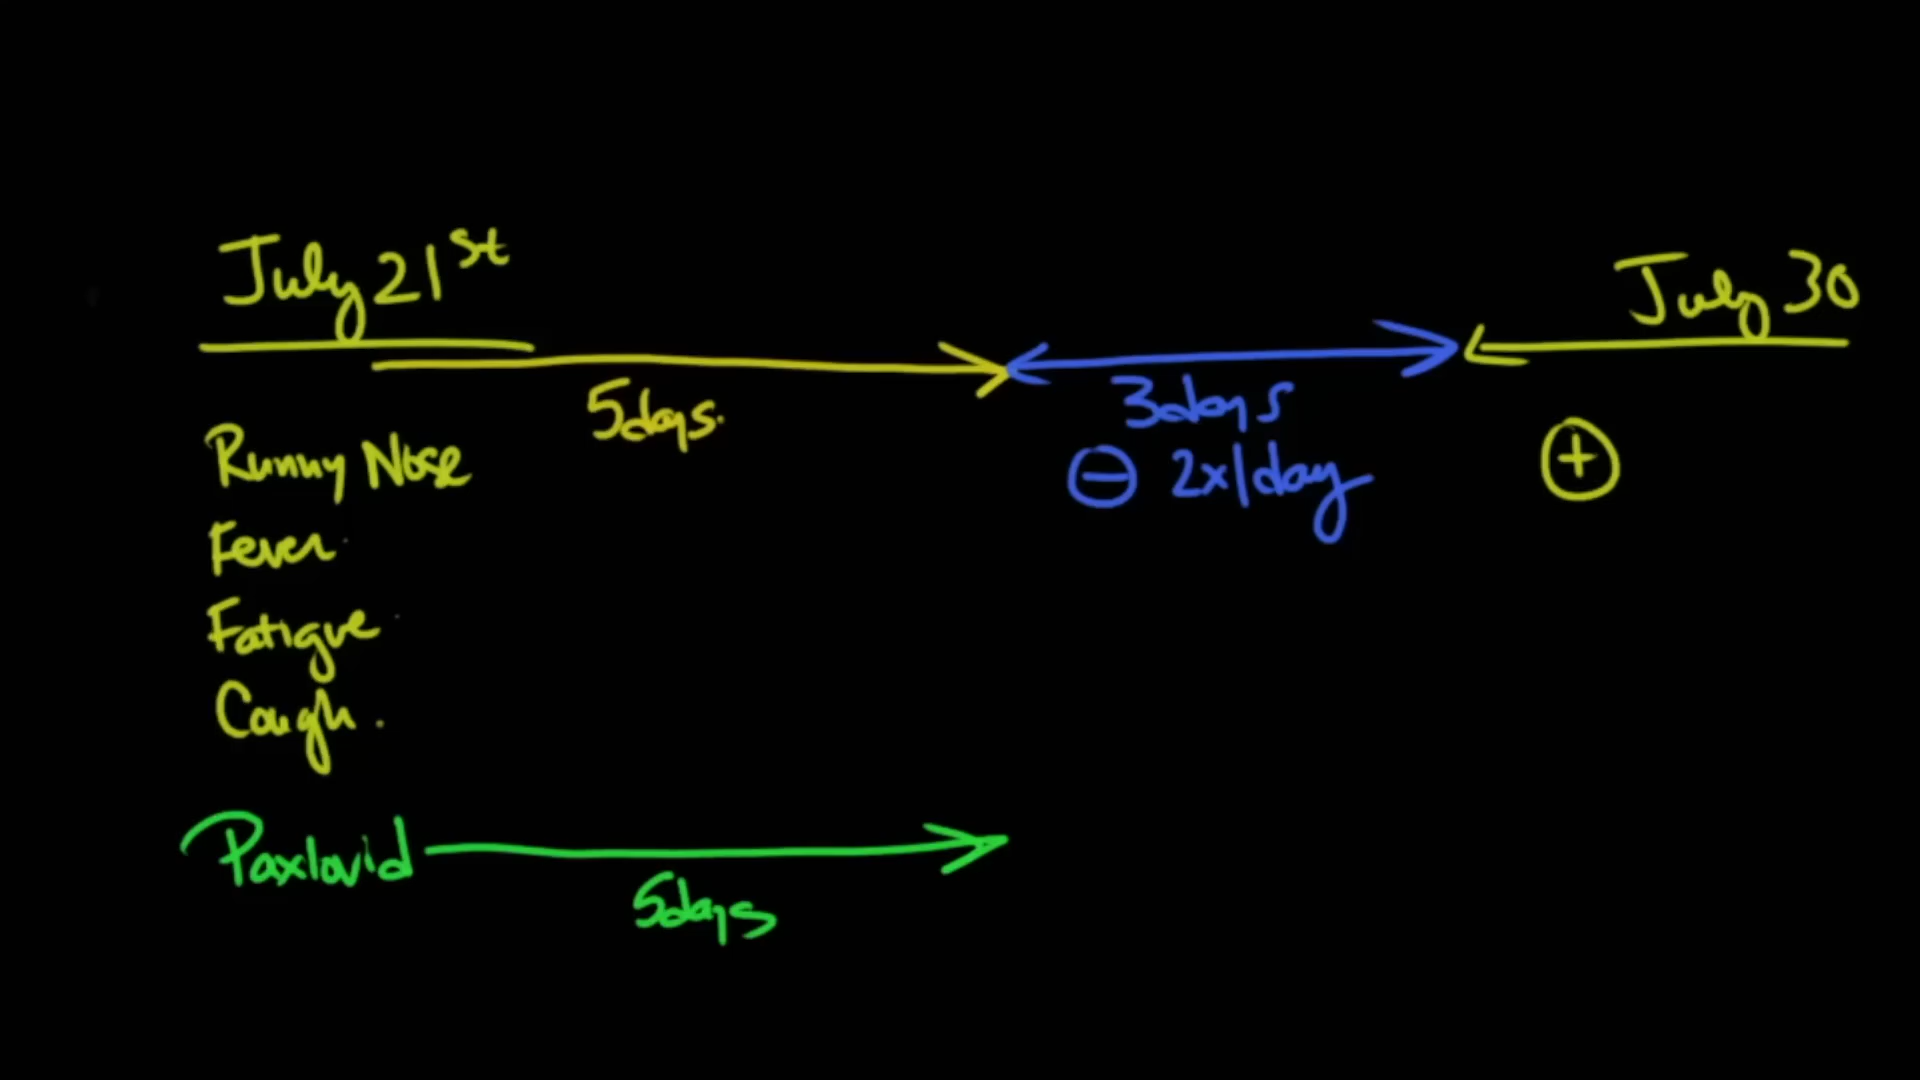 July 21st
July 30
5days.
3days
⊖ 2x/day
⊕
Runny Nose
Fever
Fatigue
Cough.
Paxlovid
5days